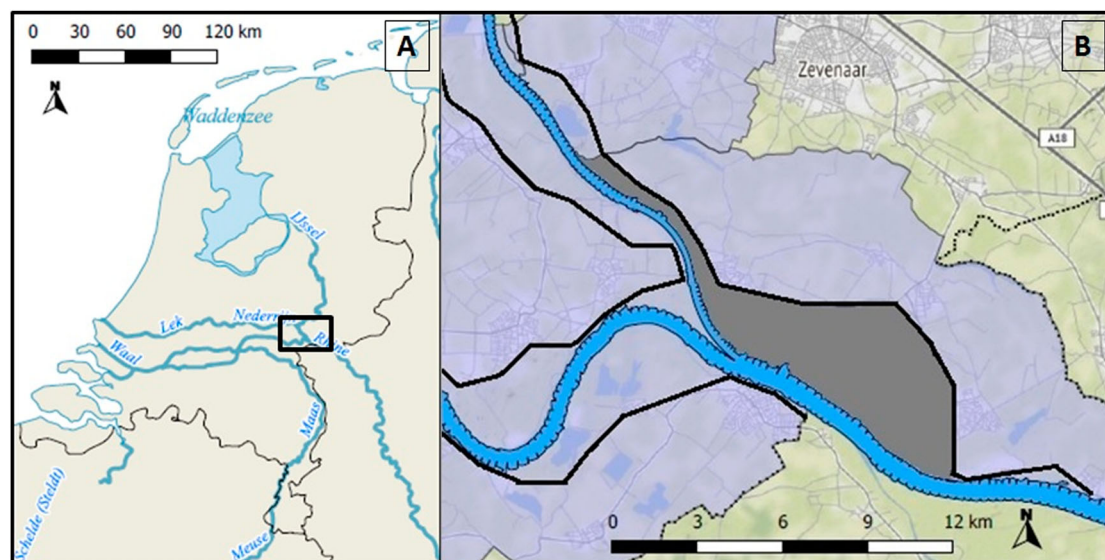 0 30 60 90 120 km
A
N
Waddenzee
IJssel
Lek
Nederrijn
Waal
Rhine
Maas
Schelde (Steldt)
Meuse
B
Zevenaar
A18
0 3 6 9 12 km
N